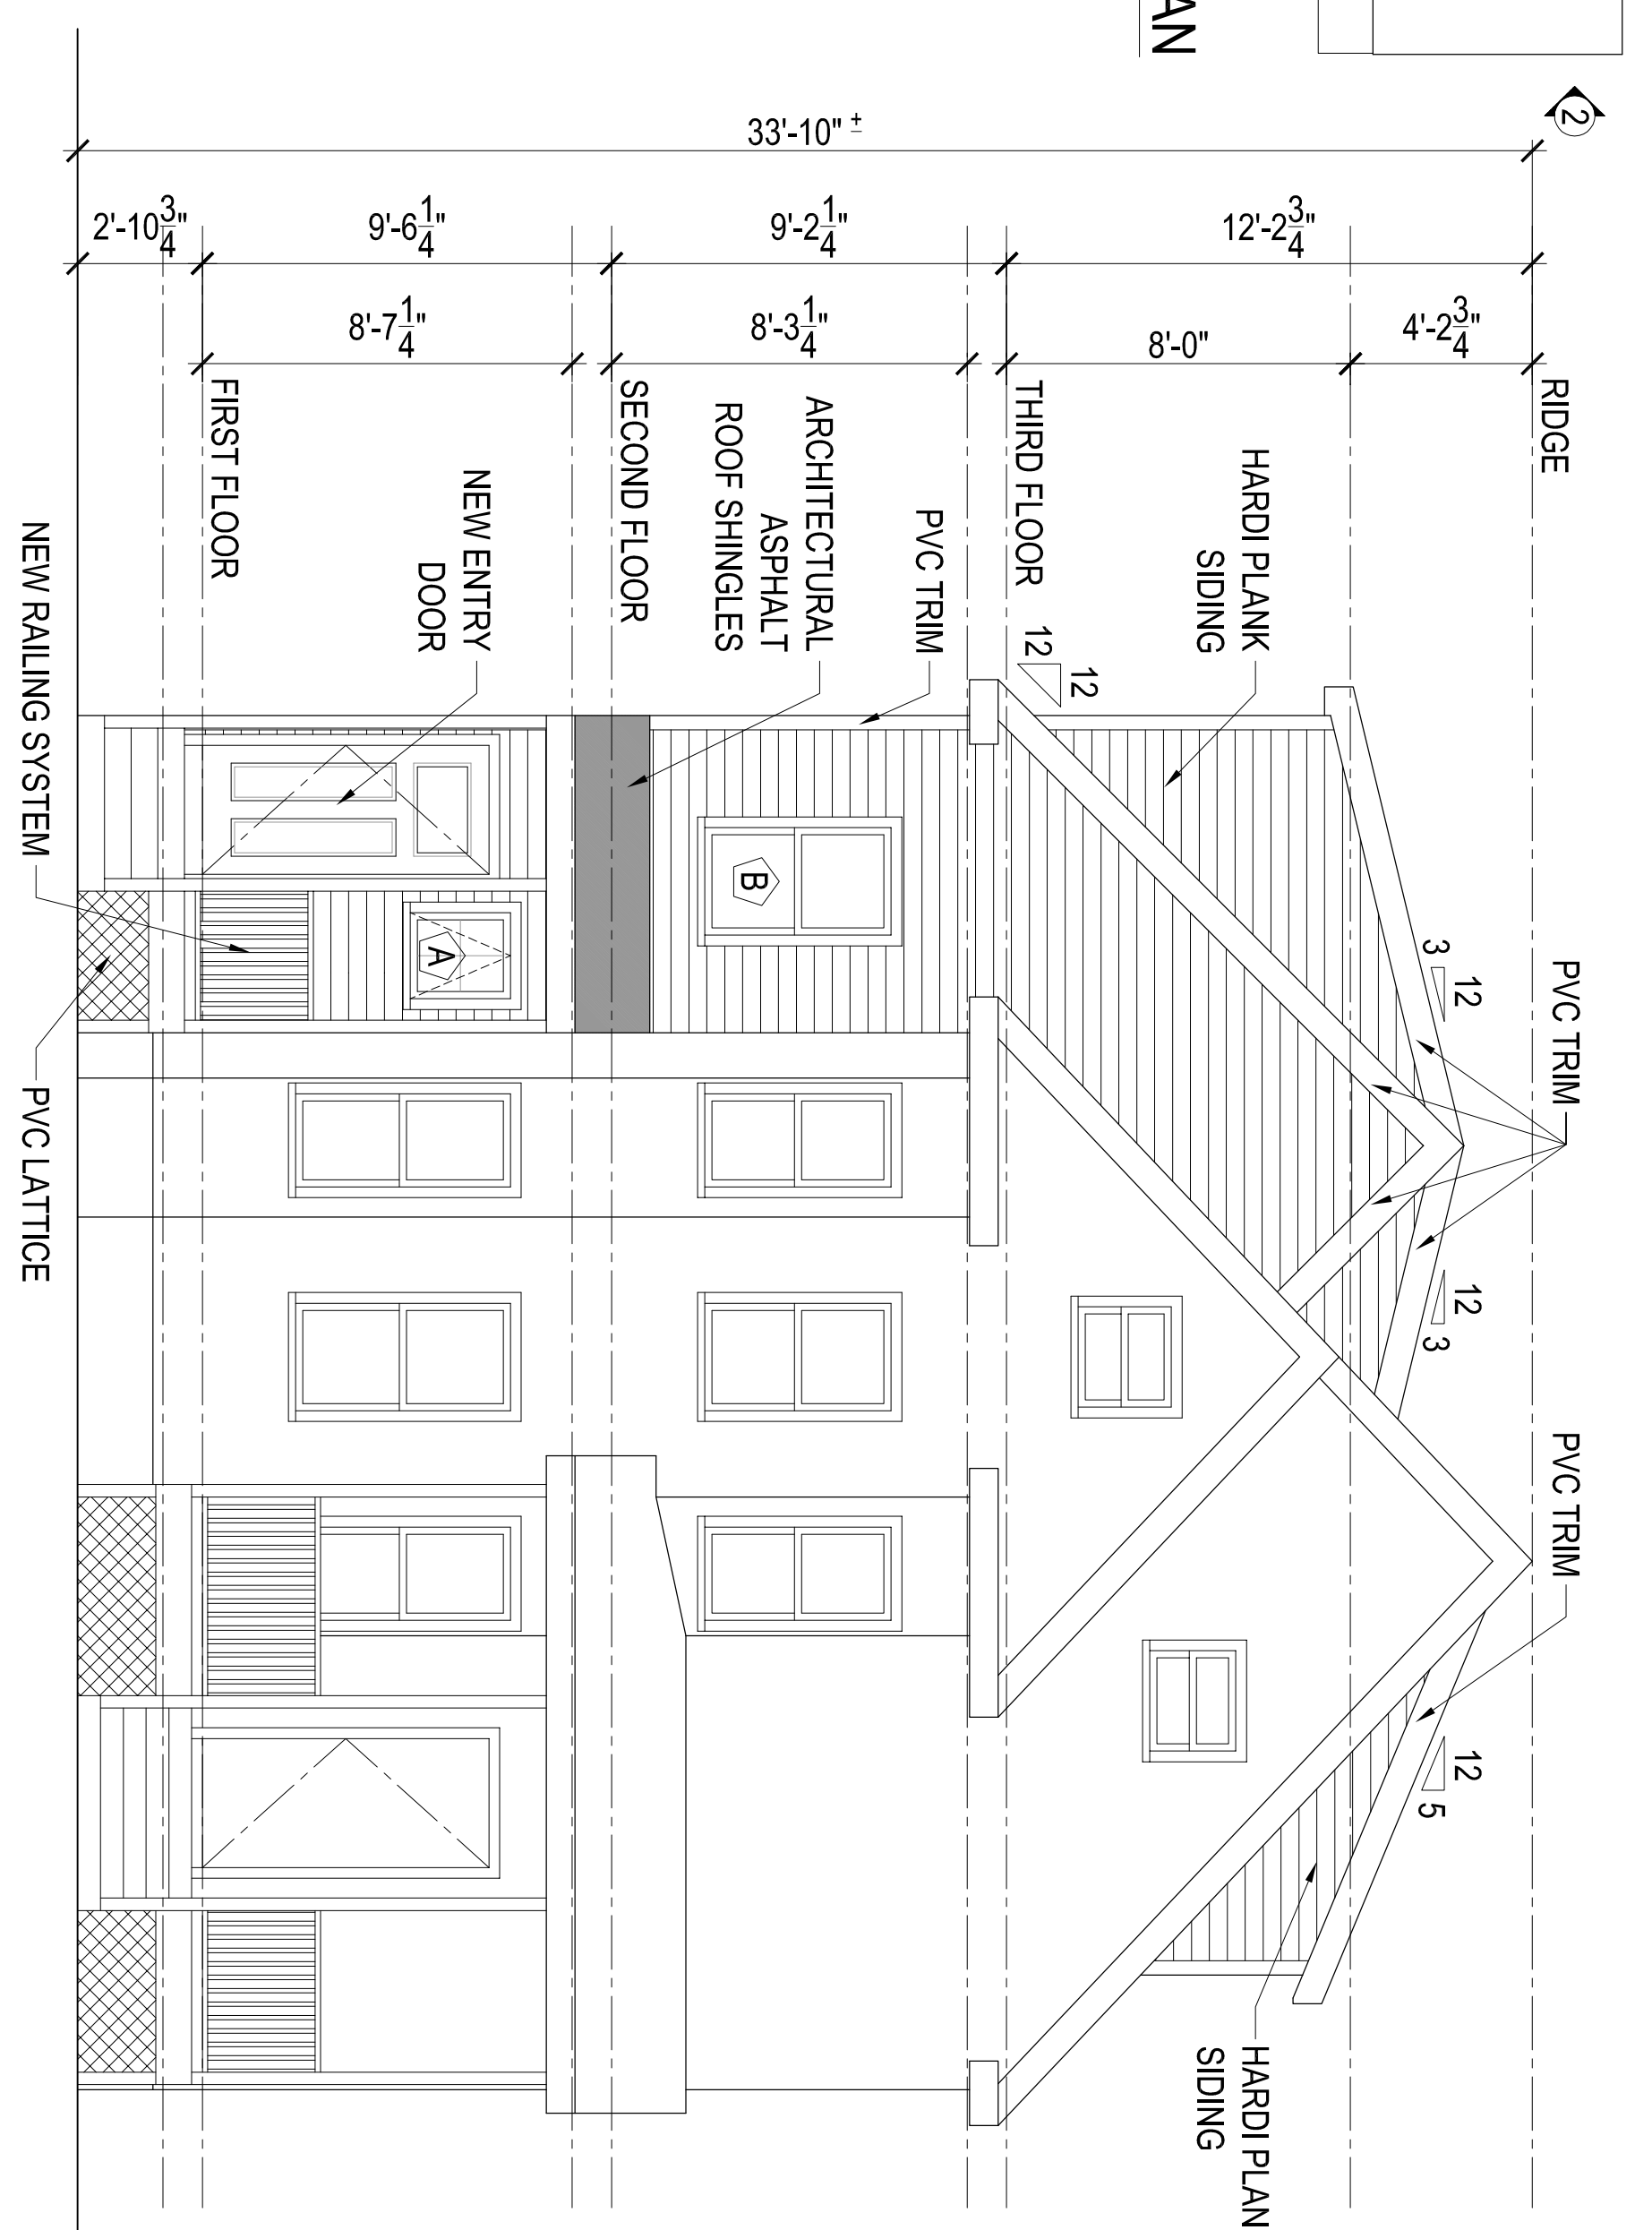 AN
2
33'-10" ±
2'-10 3/4"
9'-6 1/4"
9'-2 1/4"
12'-2 3/4"
8'-7 1/4"
8'-3 1/4"
8'-0"
4'-2 3/4"
RIDGE
THIRD FLOOR
SECOND FLOOR
FIRST FLOOR
HARDI PLANK
SIDING
PVC TRIM
ARCHITECTURAL
ASPHALT
ROOF SHINGLES
NEW ENTRY
DOOR
NEW RAILING SYSTEM
PVC LATTICE
12
12
12
3
PVC TRIM
12
3
PVC TRIM
12
5
HARDI PLAN
SIDING
B
A